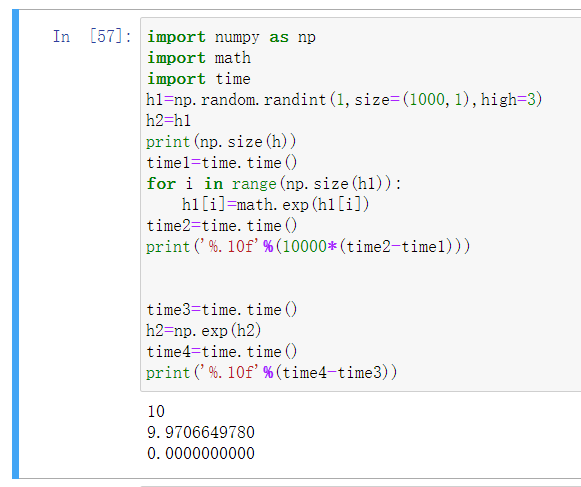 In [57]: import numpy as np
import math
import time
h1=np.random.randint(1,size=(1000,1),high=3)
h2=h1
print(np.size(h))
time1=time.time()
for i in range(np.size(h1)):
    h1[i]=math.exp(h1[i])
time2=time.time()
print('%.10f'%(10000*(time2-time1)))
time3=time.time()
h2=np.exp(h2)
time4=time.time()
print('%.10f'%(time4-time3))
10
9.9706649780
0.0000000000